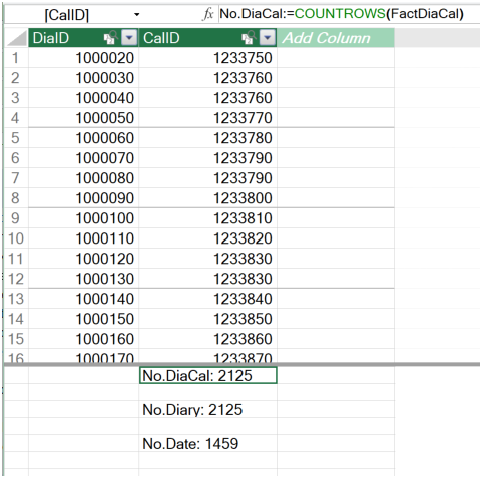 [CallD] fx No.DiaCal:=COUNTROWS(FactDiaCal)
DiaID CallD Add Column
1 1000020 1233750
2 1000030 1233760
3 1000040 1233760
4 1000050 1233770
5 1000060 1233780
6 1000070 1233790
7 1000080 1233790
8 1000090 1233800
9 1000100 1233810
10 1000110 1233820
11 1000120 1233830
12 1000130 1233830
13 1000140 1233840
14 1000150 1233850
15 1000160 1233860
16 1000170 1233870
No.DiaCal: 2125
No.Diary: 2125
No.Date: 1459